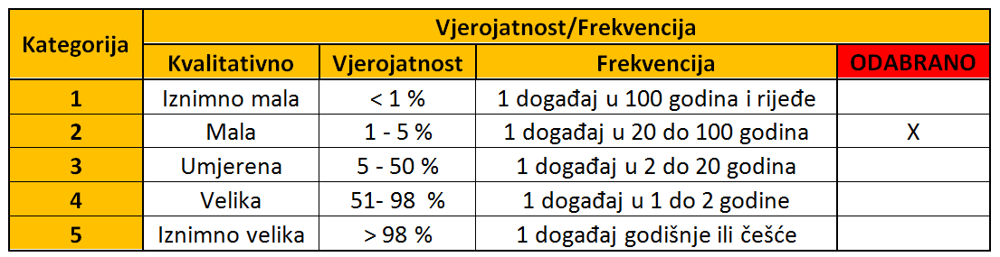 Kategorija Vjerojatnost/Frekvencija
Kvalitativno Vjerojatnost Frekvencija ODABRANO
1 Iznimno mala < 1 % 1 događaj u 100 godina i rijeđe
2 Mala 1 - 5 % 1 događaj u 20 do 100 godina X
3 Umjerena 5 - 50 % 1 događaj u 2 do 20 godina
4 Velika 51- 98 % 1 događaj u 1 do 2 godine
5 Iznimno velika > 98 % 1 događaj godišnje ili češće